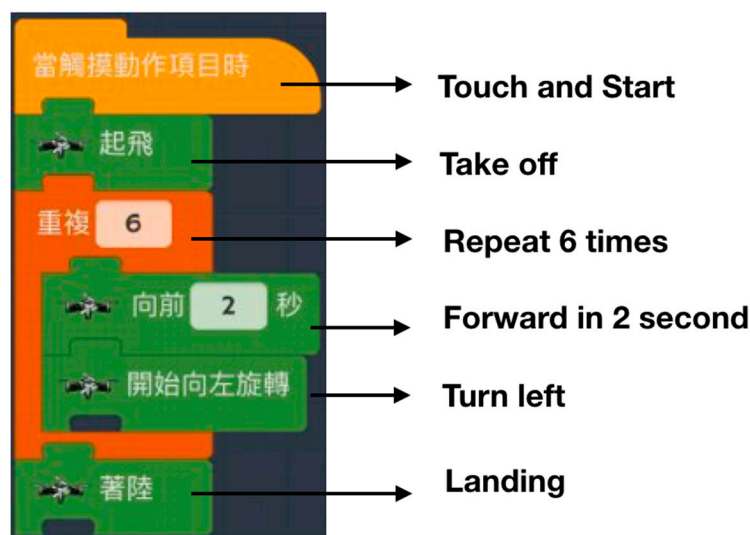 當觸摸動作項目時
Touch and Start
起飛
Take off
重複 6
Repeat 6 times
向前 2 秒
Forward in 2 second
開始向左旋轉
Turn left
著陸
Landing